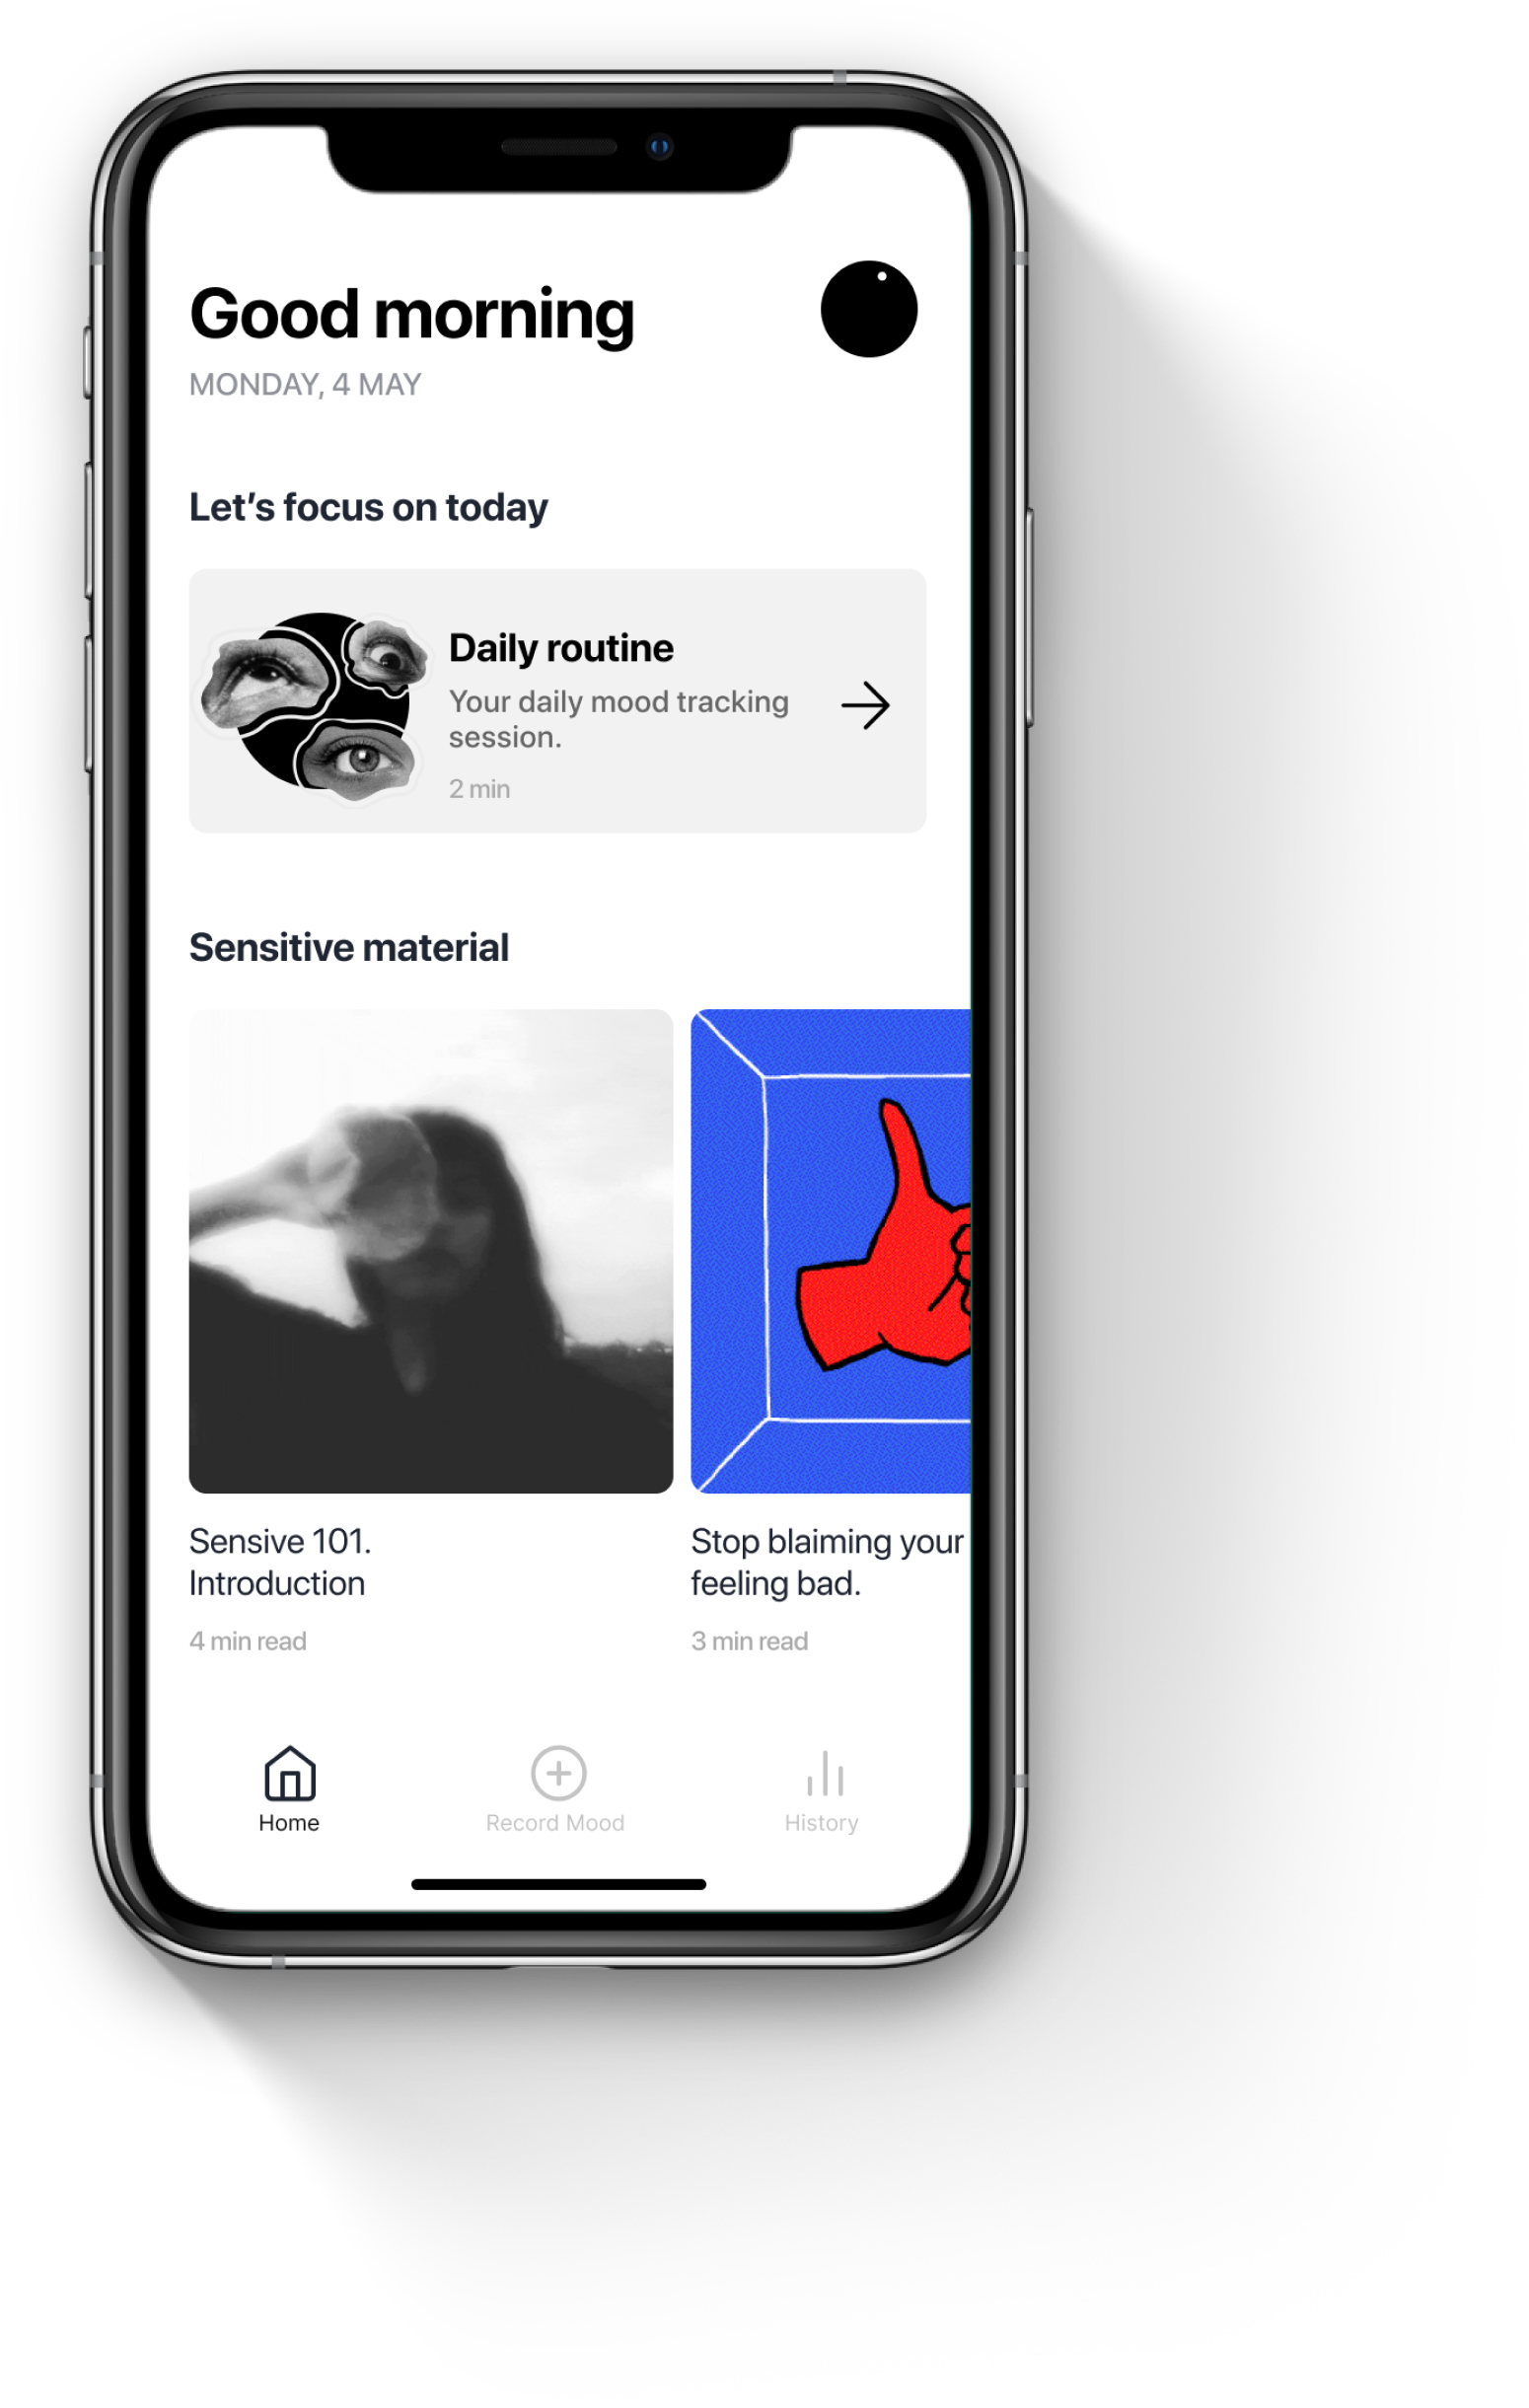 Good morning
MONDAY, 4 MAY
Let’s focus on today
Daily routine
Your daily mood tracking
session.
2 min
Sensitive material
Sensive 101.
Introduction
4 min read
Stop blaiming your
feeling bad.
3 min read
Home
Record Mood
History